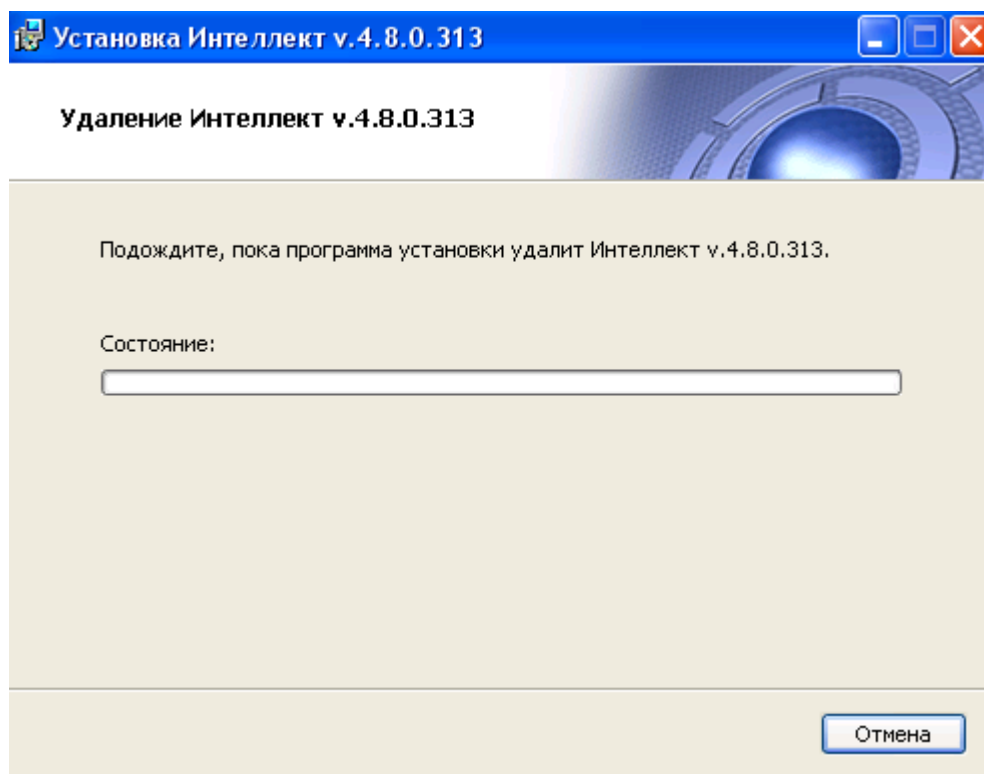 Установка Интеллект v.4.8.0.313
Удаление Интеллект v.4.8.0.313
Подождите, пока программа установки удалит Интеллект v.4.8.0.313.
Состояние:
Отмена